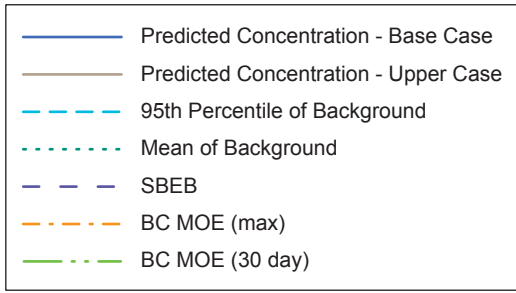 Predicted Concentration - Base Case
Predicted Concentration - Upper Case
95th Percentile of Background
Mean of Background
SBEB
BC MOE (max)
BC MOE (30 day)